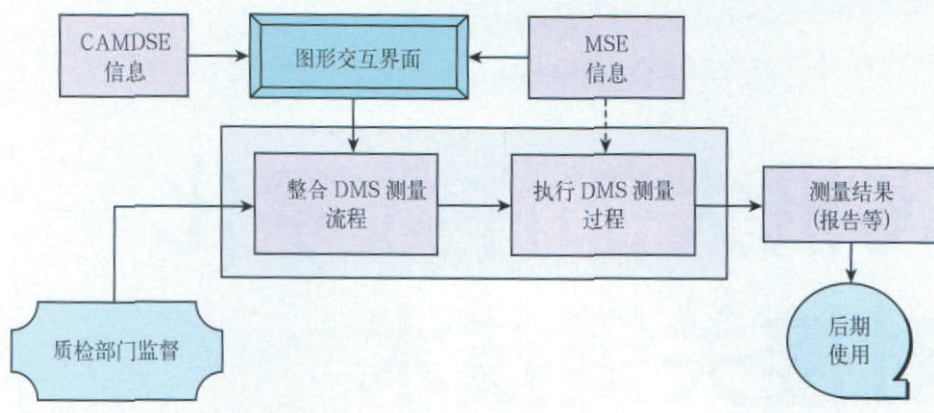 CAMDSE
信息
图形交互界面
MSE
信息
整合 DMS 测量
流程
执行 DMS 测量
过程
测量结果
(报告等)
质检部门监督
后期
使用